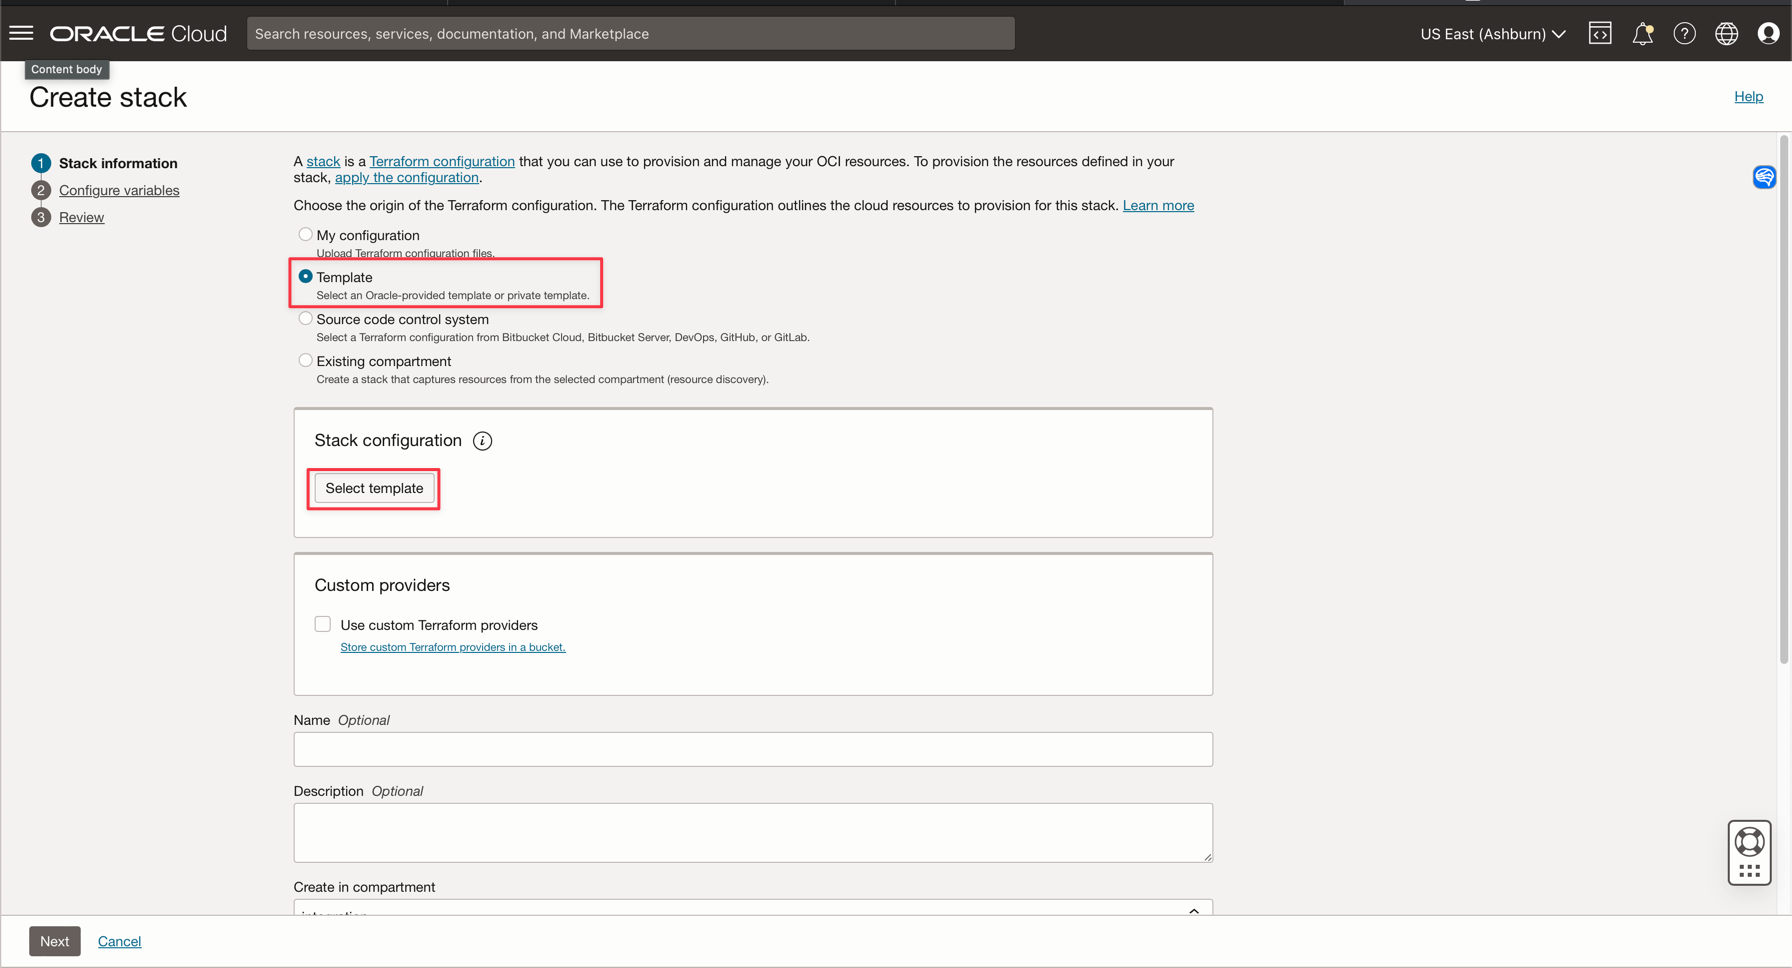 ORACLE Cloud
Search resources, services, documentation, and Marketplace
US East (Ashburn)
Content body
Create stack
Help
1 Stack information
2 Configure variables
3 Review
A stack is a Terraform configuration that you can use to provision and manage your OCI resources. To provision the resources defined in your
stack, apply the configuration.
Choose the origin of the Terraform configuration. The Terraform configuration outlines the cloud resources to provision for this stack. Learn more
My configuration
Upload Terraform configuration files.
Template
Select an Oracle-provided template or private template.
Source code control system
Select a Terraform configuration from Bitbucket Cloud, Bitbucket Server, DevOps, GitHub, or GitLab.
Existing compartment
Create a stack that captures resources from the selected compartment (resource discovery).
Stack configuration
Select template
Custom providers
Use custom Terraform providers
Store custom Terraform providers in a bucket.
Name Optional
Description Optional
Create in compartment
integration
Next Cancel